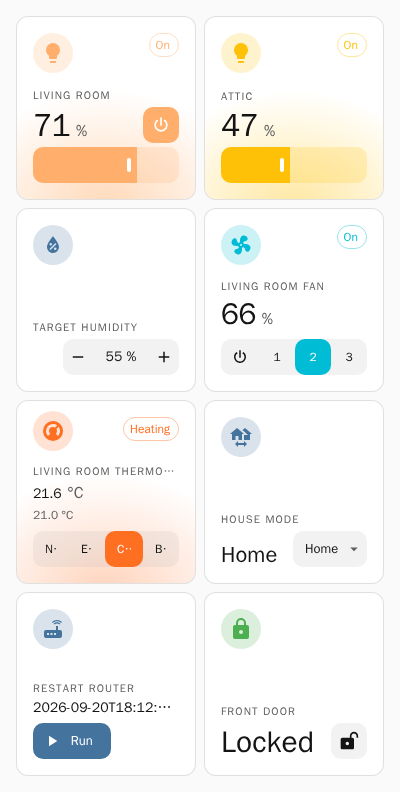 On
LIVING ROOM
71 %
On
ATTIC
47 %
TARGET HUMIDITY
55 %
On
LIVING ROOM FAN
66 %
1 2 3
Heating
LIVING ROOM THERMO···
21.6 °C
21.0 °C
N· E· C·· B·
HOUSE MODE
Home
Home
RESTART ROUTER
2026-09-20T18:12:···
Run
FRONT DOOR
Locked